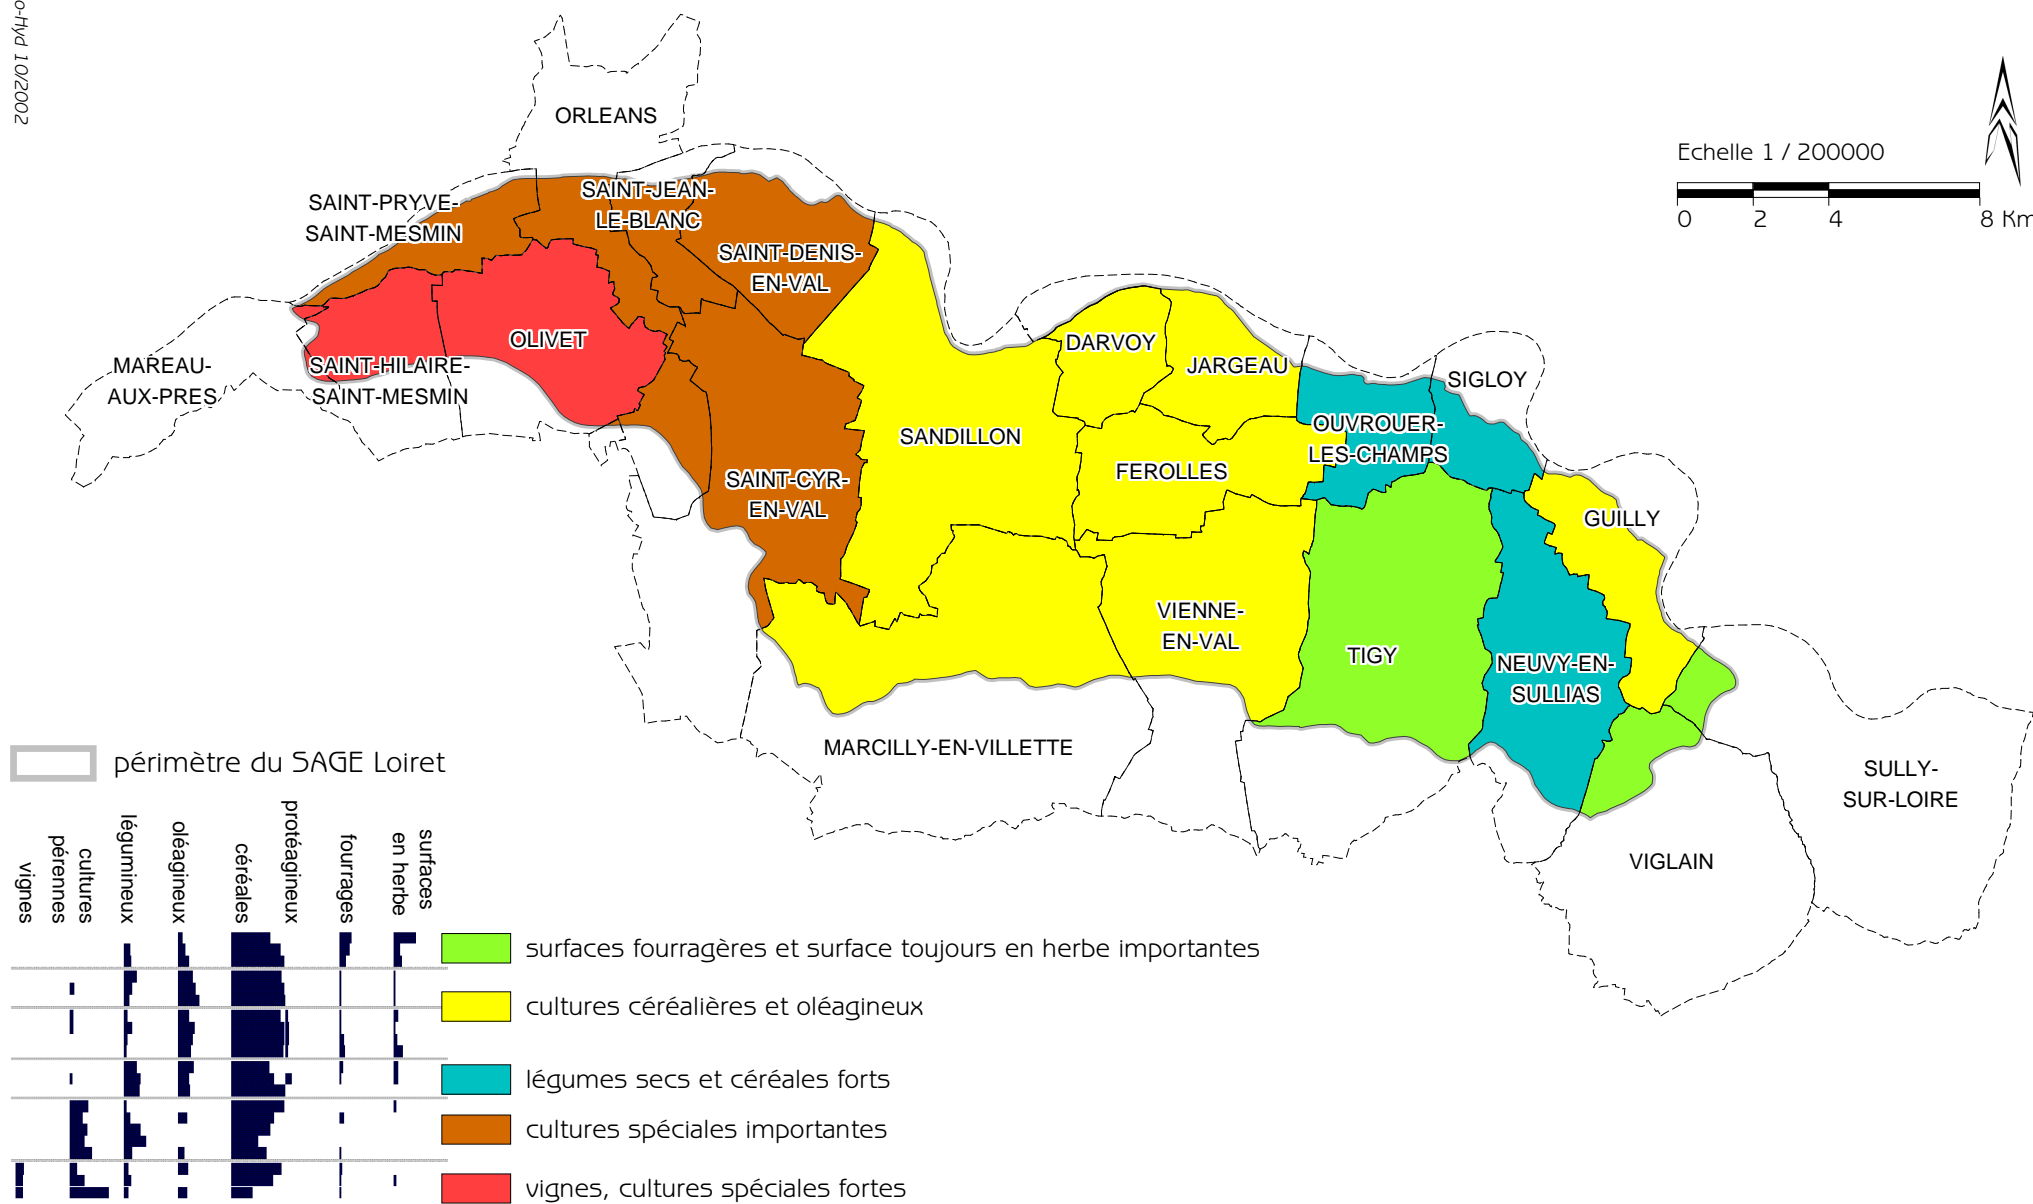 o-Hyd 10/2002
ORLEANS
Echelle 1 / 200000
0 2 4 8 Km
SAINT-PRYVE-
SAINT-MESMIN
SAINT-JEAN-
LE-BLANC
SAINT-DENIS-
EN-VAL
MAREAU-
AUX-PRES
SAINT-HILAIRE-
SAINT-MESMIN
OLIVET
DARVOY
JARGEAU
SIGLOY
SANDILLON
FEROLLES
OUVROUER-
LES-CHAMPS
SAINT-CYR-
EN-VAL
GUILLY
VIENNE-
EN-VAL
TIGY
NEUVY-EN-
SULLIAS
MARCILLY-EN-VILLETTE
SULLY-
SUR-LOIRE
VIGLAIN
périmètre du SAGE Loiret
vignes
cultures
pérennes
légumineux
oléagineux
céréales
protéagineux
fourrages
surfaces
en herbe
surfaces fourragères et surface toujours en herbe importantes
cultures céréalières et oléagineux
légumes secs et céréales forts
cultures spéciales importantes
vignes, cultures spéciales fortes